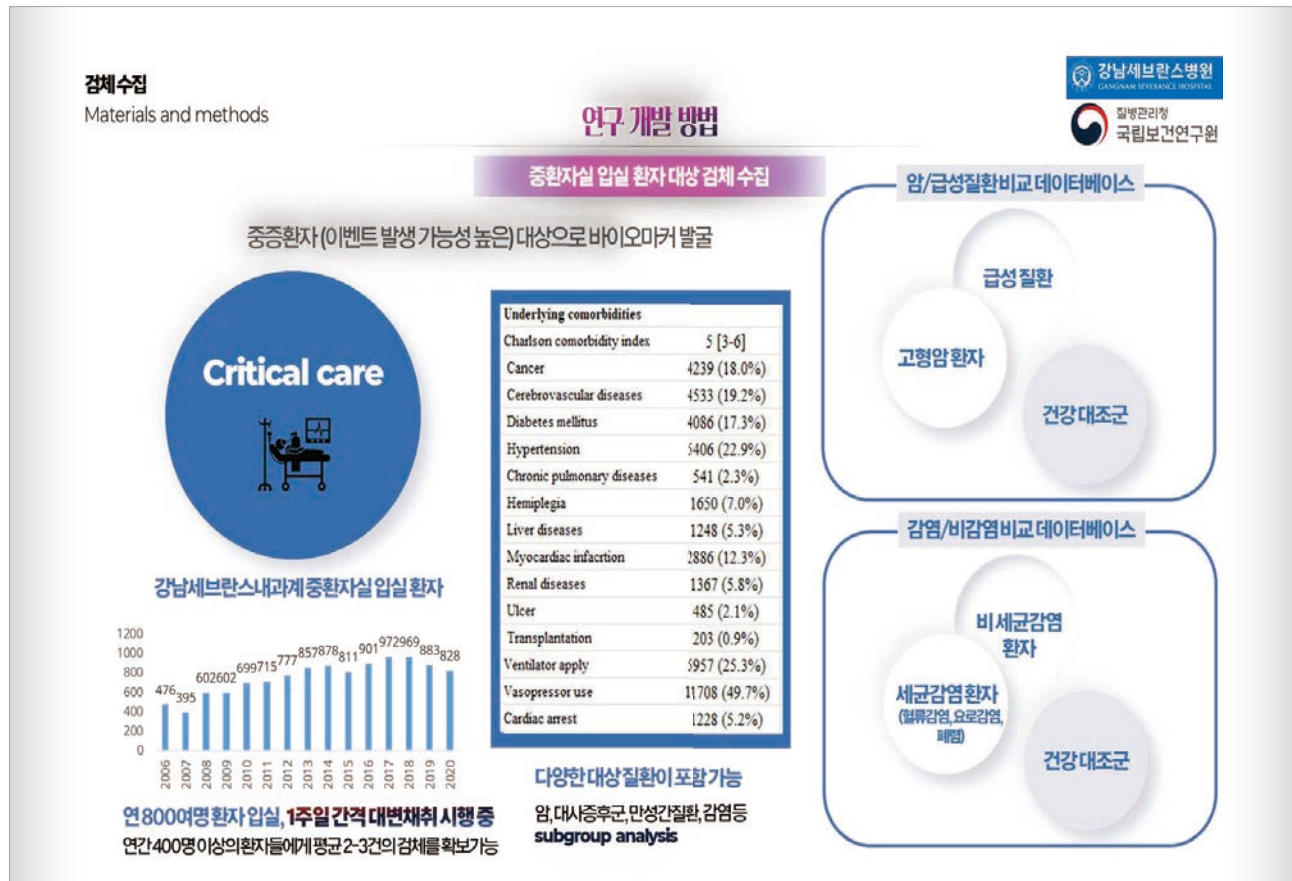 검체수집
Materials and methods
강남세브란스병원
GANGNAM SEVERANCE HOSPITAL
질병관리청
국립보건연구원
연구 개발 방법
중환자실 입실 환자 대상 검체 수집
중증환자 (이벤트 발생 가능성 높은) 대상으로 바이오마커 발굴
Critical care
강남세브란스내과계 중환자실 입실 환자
1200
1000
800
600
400
200
0
476 395 602 602 699 715 777 857 878 811 901 972 969 883 828
2006 2007 2008 2009 2010 2011 2012 2013 2014 2015 2016 2017 2018 2019 2020
연 800여명 환자 입실, 1주일 간격 대변채취 시행 중
연간 400명 이상의 환자들에게 평균 2-3건의 검체를 확보가능
Underlying comorbidities
Charlson comorbidity index 5 [3-6]
Cancer 4239 (18.0%)
Cerebrovascular diseases 4533 (19.2%)
Diabetes mellitus 4086 (17.3%)
Hypertension 5406 (22.9%)
Chronic pulmonary diseases 541 (2.3%)
Hemiplegia 1650 (7.0%)
Liver diseases 1248 (5.3%)
Myocardiac infacrtion 2886 (12.3%)
Renal diseases 1367 (5.8%)
Ulcer 485 (2.1%)
Transplantation 203 (0.9%)
Ventilator apply 5957 (25.3%)
Vasopressor use 11708 (49.7%)
Cardiac arrest 1228 (5.2%)
다양한 대상 질환이 포함 가능
암, 대사증후군, 만성간질환, 감염 등
subgroup analysis
암/급성질환 비교 데이터베이스
급성 질환
고형암 환자
건강 대조군
감염/비감염 비교 데이터베이스
비 세균감염
환자
세균감염 환자
(혈류감염, 요로감염,
폐렴)
건강 대조군